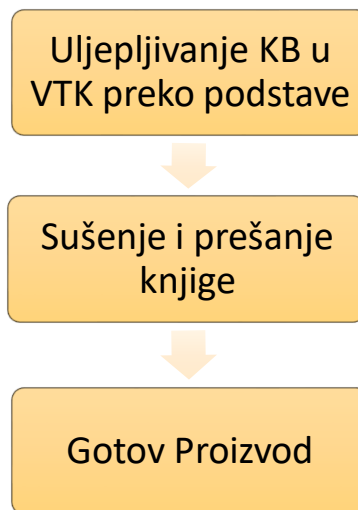 Uljepljivanje KB u
VTK preko podstave
Sušenje i prešanje
knjige
Gotov Proizvod